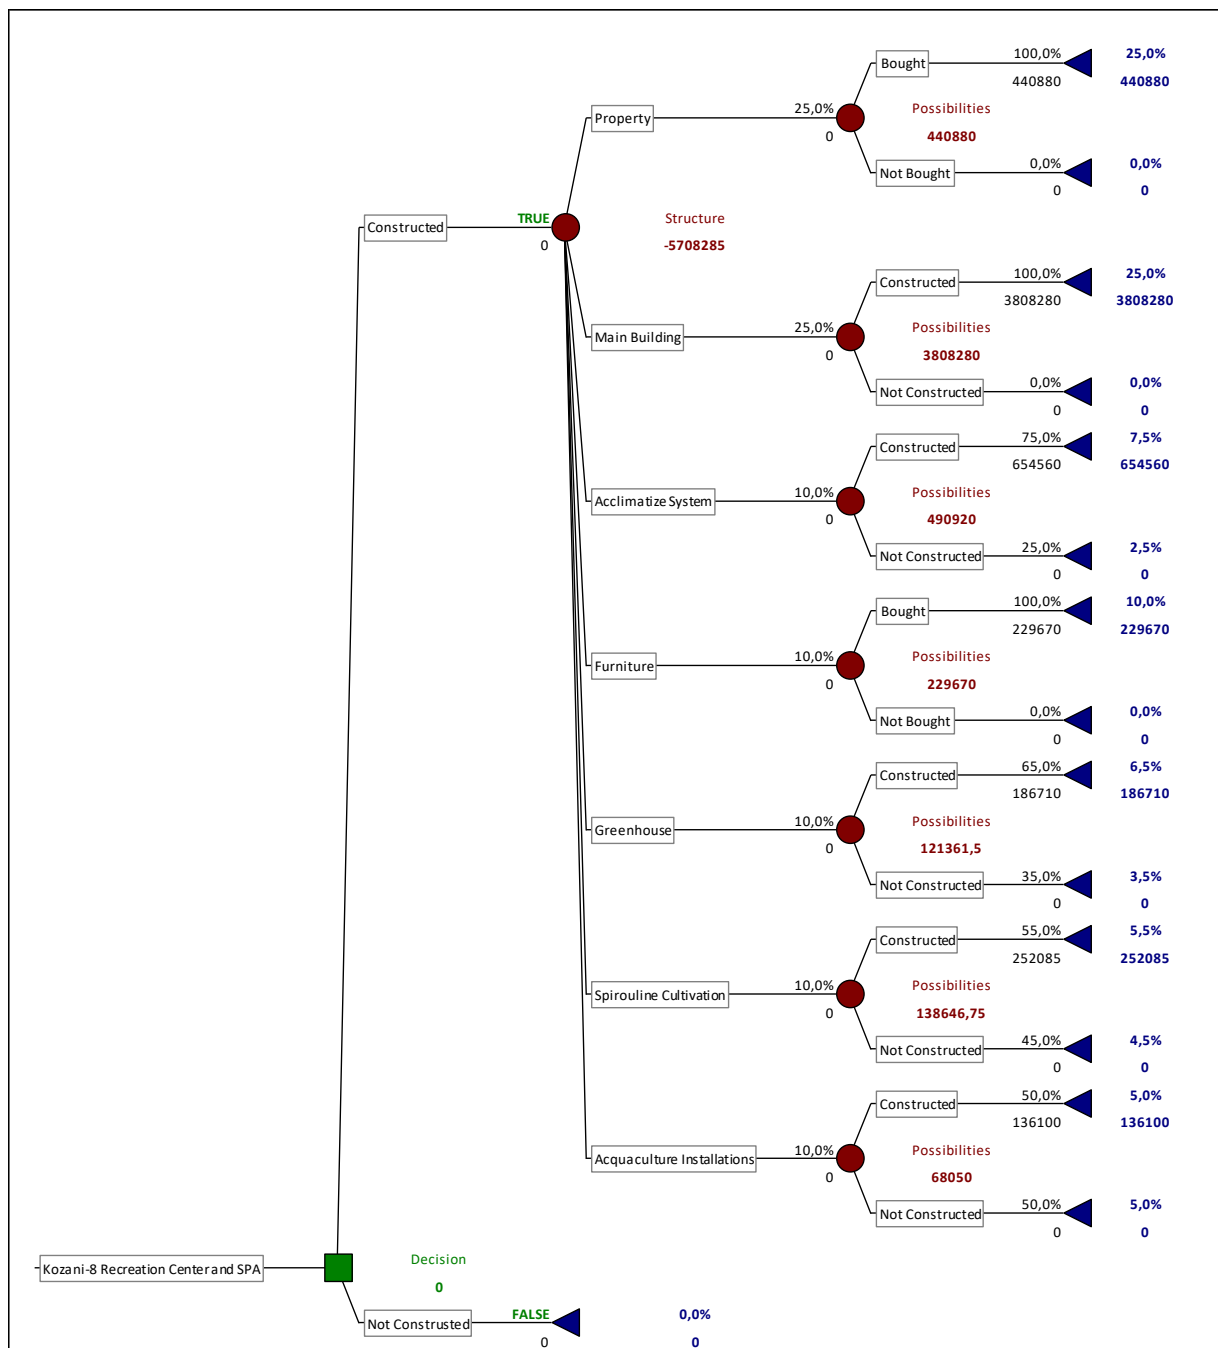 Bought
100,0%
25,0%
440880
440880
Property
25,0%
Possibilities
0
440880
Not Bought
0,0%
0,0%
0
0
Constructed
TRUE
Structure
0
-5708285
Constructed
100,0%
25,0%
3808280
3808280
Main Building
25,0%
Possibilities
0
3808280
Not Constructed
0,0%
0,0%
0
0
Constructed
75,0%
7,5%
654560
654560
Acclimatize System
10,0%
Possibilities
0
490920
Not Constructed
25,0%
2,5%
0
0
Bought
100,0%
10,0%
229670
229670
Furniture
10,0%
Possibilities
0
229670
Not Bought
0,0%
0,0%
0
0
Constructed
65,0%
6,5%
186710
186710
Greenhouse
10,0%
Possibilities
0
121361,5
Not Constructed
35,0%
3,5%
0
0
Constructed
55,0%
5,5%
252085
252085
Spirouline Cultivation
10,0%
Possibilities
0
138646,75
Not Constructed
45,0%
4,5%
0
0
Constructed
50,0%
5,0%
136100
136100
Acquaculture Installations
10,0%
Possibilities
0
68050
Not Constructed
50,0%
5,0%
0
0
Kozani-8 Recreation Center and SPA
Decision
0
Not Construsted
FALSE
0,0%
0
0